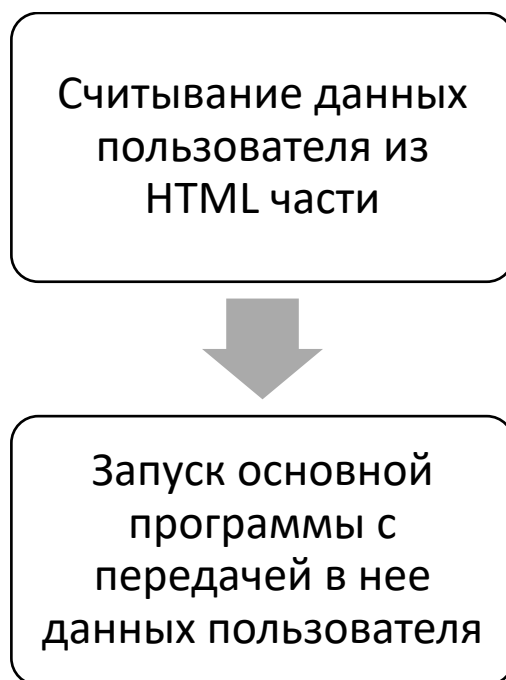 Считывание данных
пользователя из
HTML части
Запуск основной
программы с
передачей в нее
данных пользователя